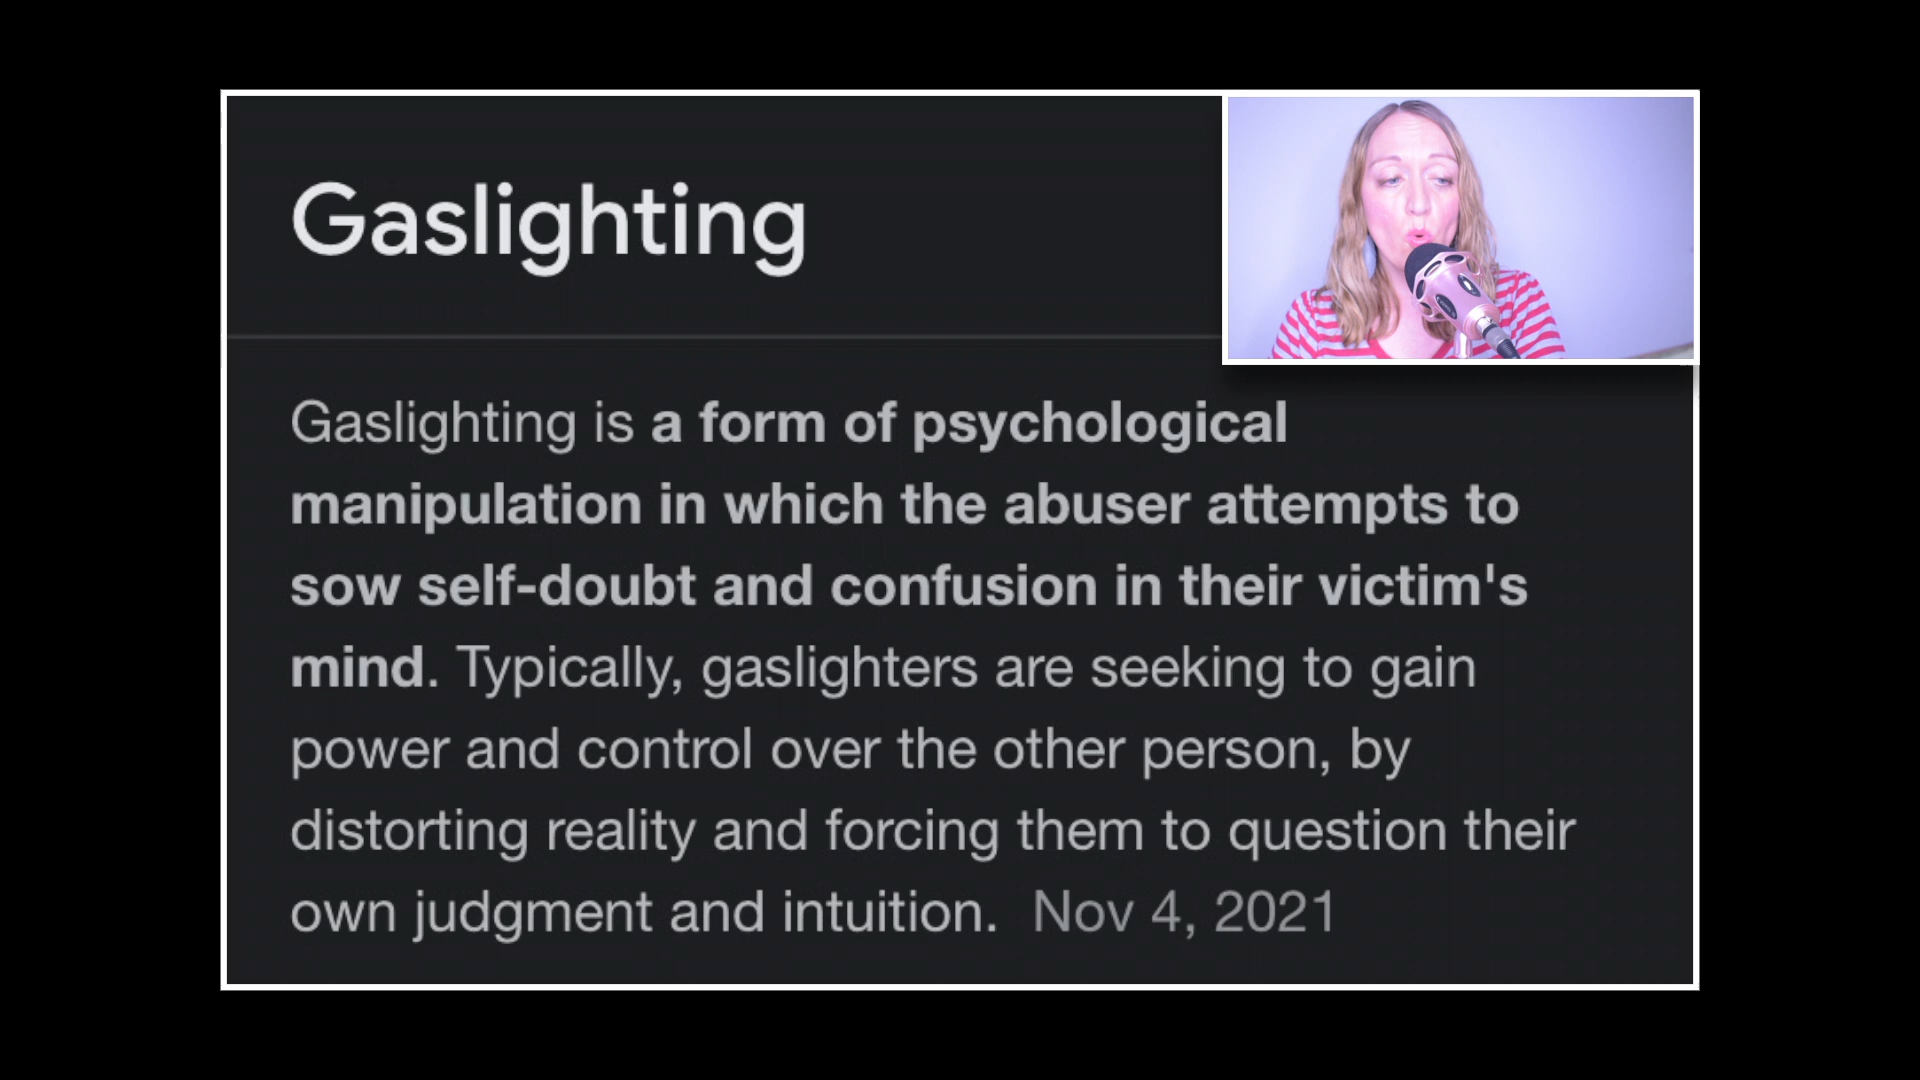 Gaslighting
Gaslighting is a form of psychological
manipulation in which the abuser attempts to
sow self-doubt and confusion in their victim's
mind. Typically, gaslighters are seeking to gain
power and control over the other person, by
distorting reality and forcing them to question their
own judgment and intuition. Nov 4, 2021